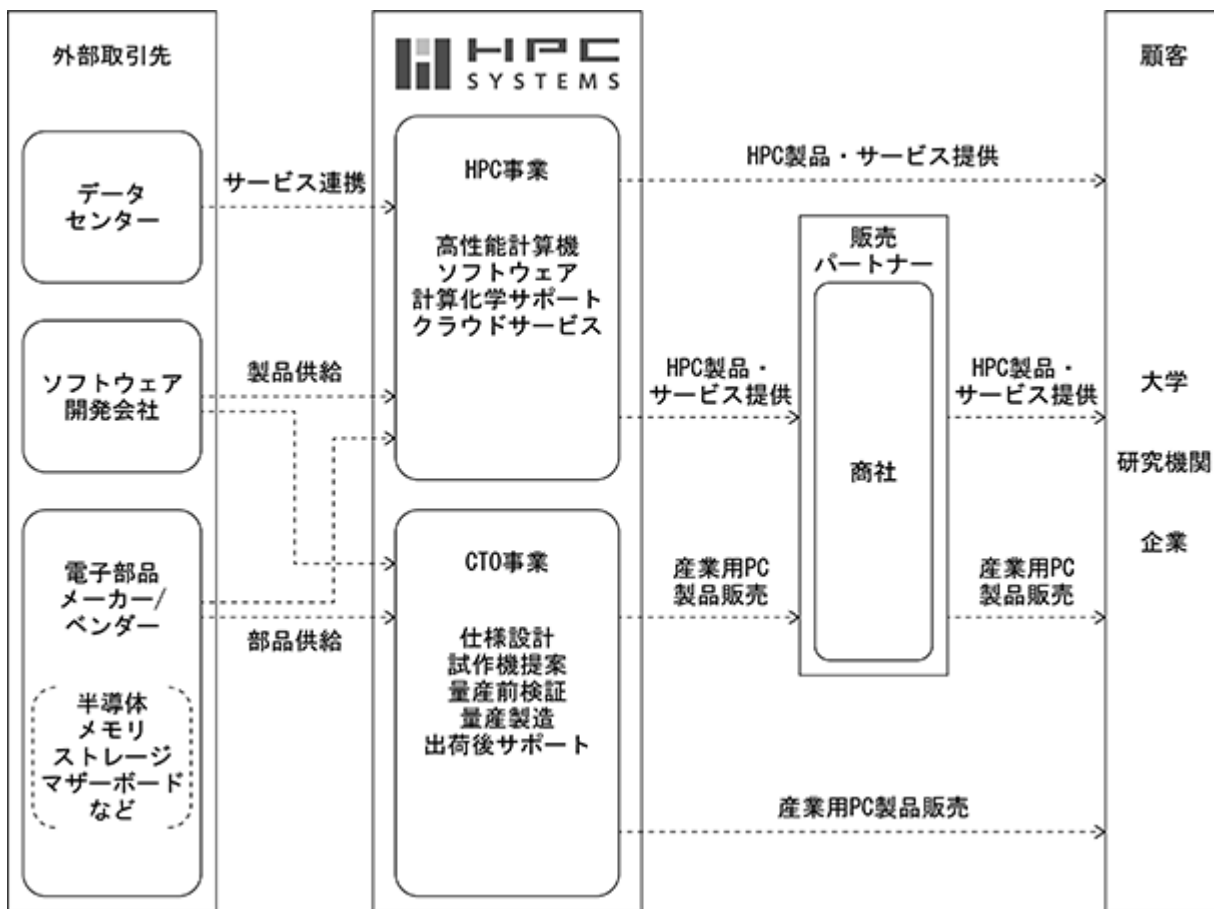 外部取引先
データ
センター
ソフトウェア
開発会社
電子部品
メーカー/
ベンダー
半導体
メモリ
ストレージ
マザーボード
など
サービス連携
製品供給
部品供給
HPC
SYSTEMS
HPC事業
高性能計算機
ソフトウェア
計算化学サポート
クラウドサービス
CTO事業
仕様設計
試作機提案
量産前検証
量産製造
出荷後サポート
HPC製品・サービス提供
HPC製品・
サービス提供
産業用PC
製品販売
販売
パートナー
商社
HPC製品・
サービス提供
産業用PC
製品販売
産業用PC製品販売
顧客
大学
研究機関
企業